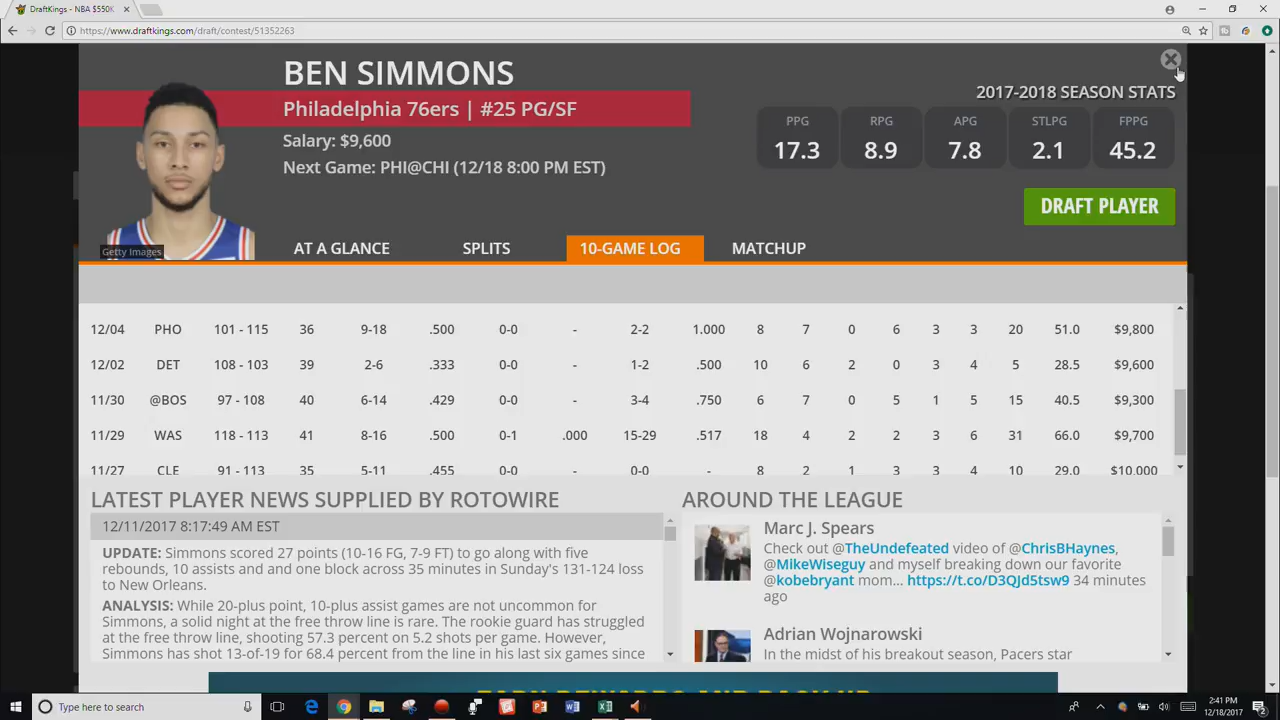 DraftKings - NBA $550K
https://www.draftkings.com/draft/contest/51352263
BEN SIMMONS
Philadelphia 76ers | #25 PG/SF
Salary: $9,600
Next Game: PHI@CHI (12/18 8:00 PM EST)
Getty Images
2017-2018 SEASON STATS
PPG RPG APG STLPG FPPG
17.3 8.9 7.8 2.1 45.2
DRAFT PLAYER
AT A GLANCE SPLITS 10-GAME LOG MATCHUP
12/04 PHO 101 - 115 36 9-18 .500 0-0 - 2-2 1.000 8 7 0 6 3 3 20 51.0 $9,800
12/02 DET 108 - 103 39 2-6 .333 0-0 - 1-2 .500 10 6 2 0 3 4 5 28.5 $9,600
11/30 @BOS 97 - 108 40 6-14 .429 0-0 - 3-4 .750 6 7 0 5 1 5 15 40.5 $9,300
11/29 WAS 118 - 113 41 8-16 .500 0-1 .000 15-29 .517 18 4 2 2 3 6 31 66.0 $9,700
11/27 CLE 91 - 113 35 5-11 .455 0-0 - 0-0 - 8 2 1 3 3 4 10 29.0 $10,000
LATEST PLAYER NEWS SUPPLIED BY ROTOWIRE
12/11/2017 8:17:49 AM EST
UPDATE: Simmons scored 27 points (10-16 FG, 7-9 FT) to go along with five
rebounds, 10 assists and and one block across 35 minutes in Sunday's 131-124 loss
to New Orleans.
ANALYSIS: While 20-plus point, 10-plus assist games are not uncommon for
Simmons, a solid night at the free throw line is rare. The rookie guard has struggled
at the free throw line, shooting 57.3 percent on 5.2 shots per game. However,
Simmons has shot 13-of-19 for 68.4 percent from the line in his last six games since
AROUND THE LEAGUE
Marc J. Spears
Check out @TheUndefeated video of @ChrisBHaynes,
@MikeWiseguy and myself breaking down our favorite
@kobebryant mom... https://t.co/D3QJd5tsw9 34 minutes
ago
Adrian Wojnarowski
In the midst of his breakout season, Pacers star
EARN REWARDS AND BACK UP
Type here to search
2:41 PM
12/18/2017